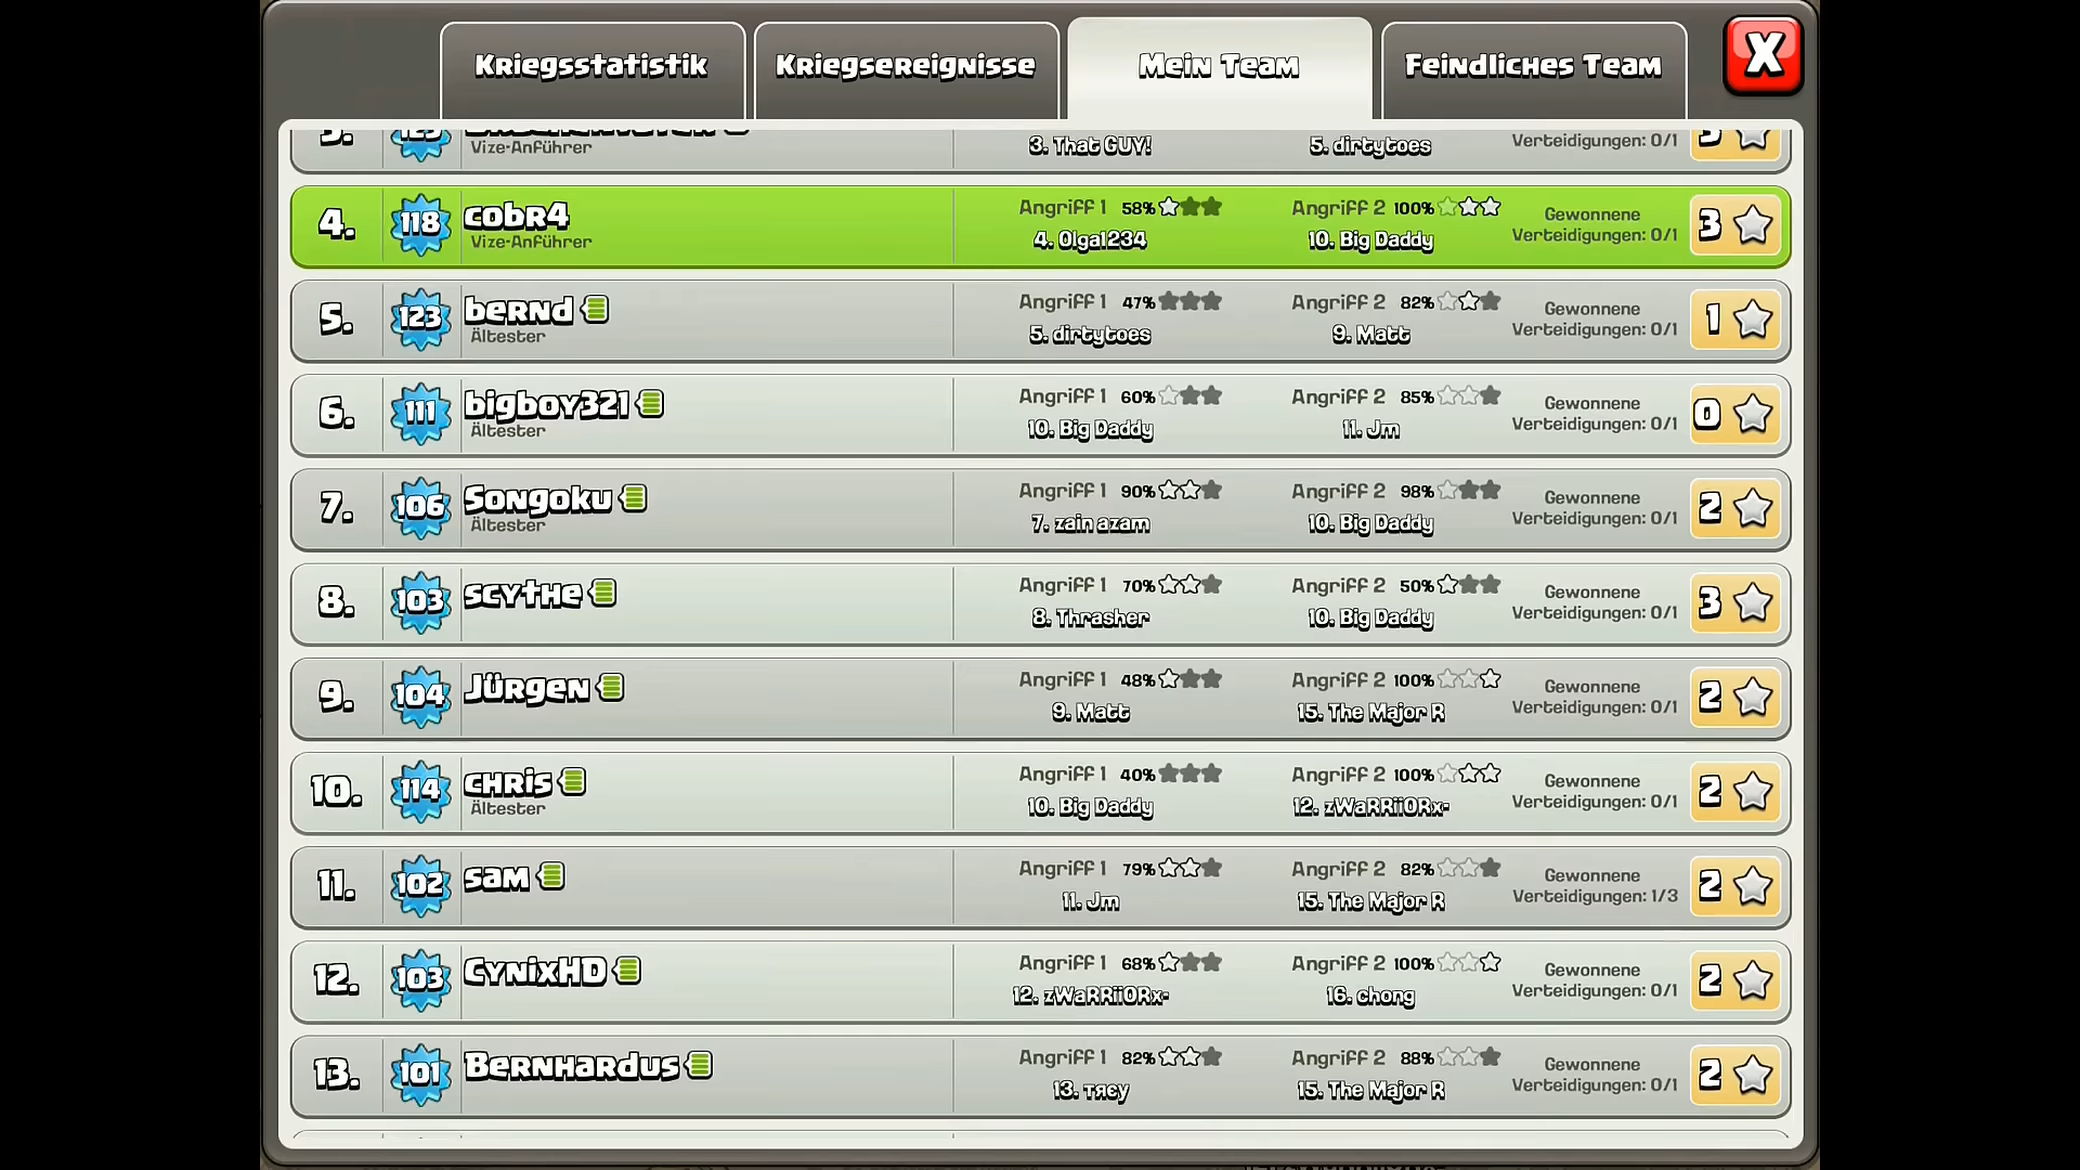 Kriegsstatistik
Kriegsereignisse
Mein Team
Feindliches Team
X
3.
Vize-Anführer
3. That GUY!
5. dirtytoes
Verteidigungen: 0/1
4.
118
cobr4
Vize-Anführer
Angriff 1 58%
4. Olga1234
Angriff 2 100%
10. Big Daddy
Gewonnene
Verteidigungen: 0/1
3
5.
123
bernd
Ältester
Angriff 1 47%
5. dirtytoes
Angriff 2 82%
9. Matt
Gewonnene
Verteidigungen: 0/1
1
6.
111
bigboy321
Ältester
Angriff 1 60%
10. Big Daddy
Angriff 2 85%
11. Jm
Gewonnene
Verteidigungen: 0/1
0
7.
106
Songoku
Ältester
Angriff 1 90%
7. zain azam
Angriff 2 98%
10. Big Daddy
Gewonnene
Verteidigungen: 0/1
2
8.
103
scythe
Angriff 1 70%
8. Thrasher
Angriff 2 50%
10. Big Daddy
Gewonnene
Verteidigungen: 0/1
3
9.
104
Jürgen
Angriff 1 48%
9. Matt
Angriff 2 100%
15. The Major R
Gewonnene
Verteidigungen: 0/1
2
10.
114
chris
Ältester
Angriff 1 40%
10. Big Daddy
Angriff 2 100%
12. zWaRRiiORx-
Gewonnene
Verteidigungen: 0/1
2
11.
102
sam
Angriff 1 79%
11. Jm
Angriff 2 82%
15. The Major R
Gewonnene
Verteidigungen: 1/3
2
12.
103
CynixHD
Angriff 1 68%
12. zWaRRiiORx-
Angriff 2 100%
16. chong
Gewonnene
Verteidigungen: 0/1
2
13.
101
Bernhardus
Angriff 1 82%
13. тяєу
Angriff 2 88%
15. The Major R
Gewonnene
Verteidigungen: 0/1
2